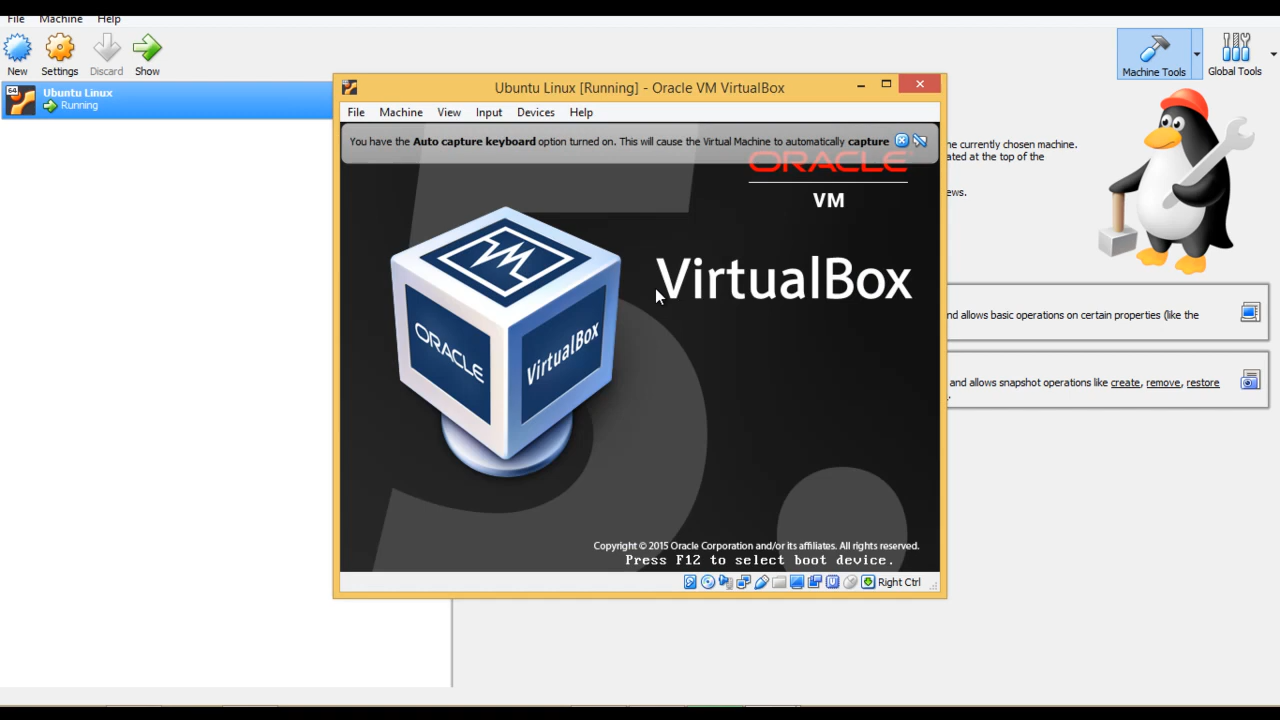 File Machine Help
New Settings Discard Show
Machine Tools Global Tools
64 Ubuntu Linux
Running
Ubuntu Linux [Running] - Oracle VM VirtualBox
File Machine View Input Devices Help
You have the Auto capture keyboard option turned on. This will cause the Virtual Machine to automatically capture
ORACLE
VM
VirtualBox
ORACLE
VirtualBox
5.
Copyright © 2015 Oracle Corporation and/or its affiliates. All rights reserved.
Press F12 to select boot device.
Right Ctrl
currently chosen machine.
at the top of the
and allows basic operations on certain properties (like the
and allows snapshot operations like create, remove, restore